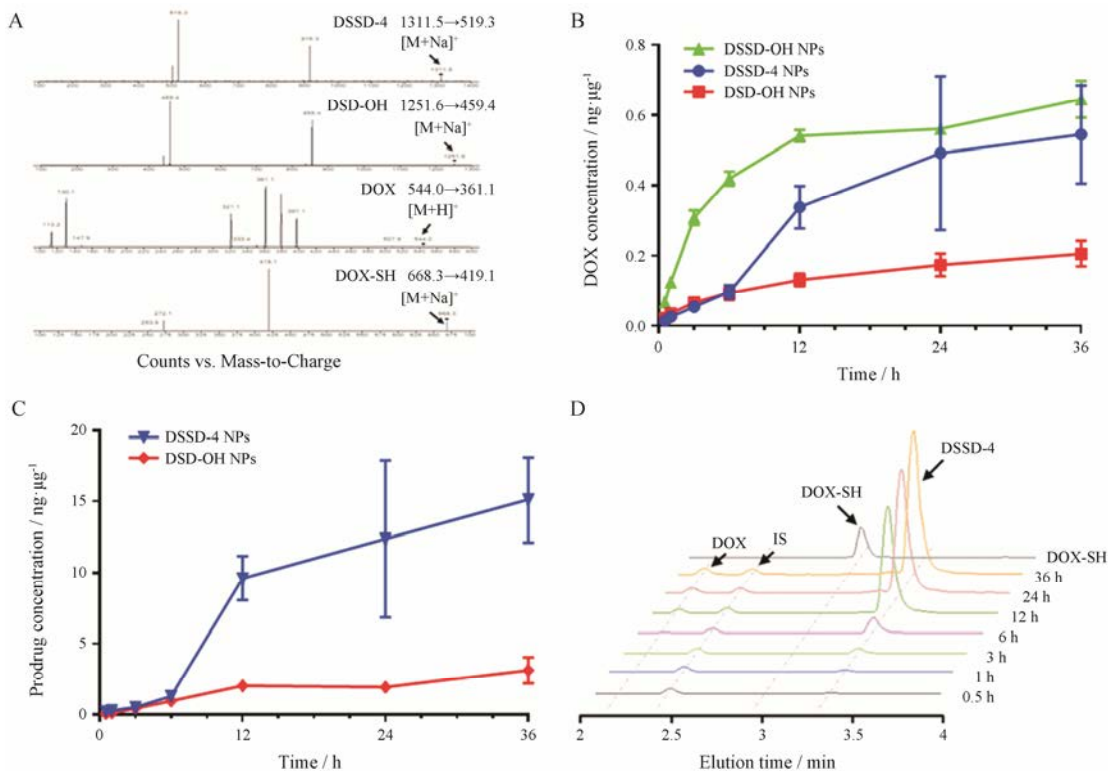 A
DSSD-4 1311.5→519.3
[M+Na]⁺
DSD-OH 1251.6→459.4
[M+Na]⁺
DOX 544.0→361.1
[M+H]⁺
DOX-SH 668.3→419.1
[M+Na]⁺
Counts vs. Mass-to-Charge
B
DSSD-OH NPs
DSSD-4 NPs
DSD-OH NPs
DOX concentration / ng·μg⁻¹
0.8
0.6
0.4
0.2
0.0
0 12 24 36
Time / h
C
DSSD-4 NPs
DSD-OH NPs
Prodrug concentration / ng·μg⁻¹
20
15
10
5
0
0 12 24 36
Time / h
D
DSSD-4
DOX-SH
IS
DOX
DOX-SH
36 h
24 h
12 h
6 h
3 h
1 h
0.5 h
2 2.5 3 3.5 4
Elution time / min